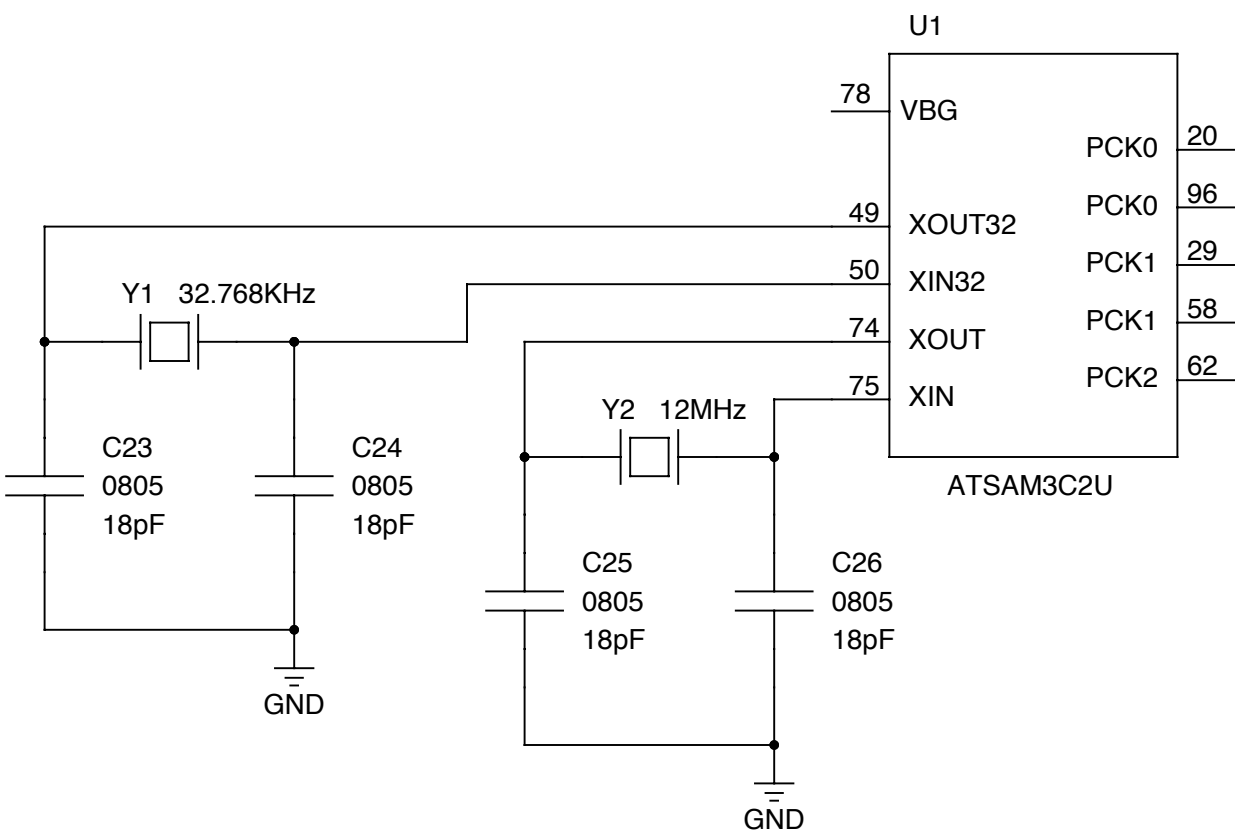 U1
78
VBG
PCK0
20
PCK0
96
49
XOUT32
PCK1
29
50
XIN32
Y1 32.768KHz
PCK1
58
74
XOUT
PCK2
62
75
XIN
Y2 12MHz
C23
0805
18pF
C24
0805
18pF
ATSAM3C2U
C25
0805
18pF
C26
0805
18pF
GND
GND